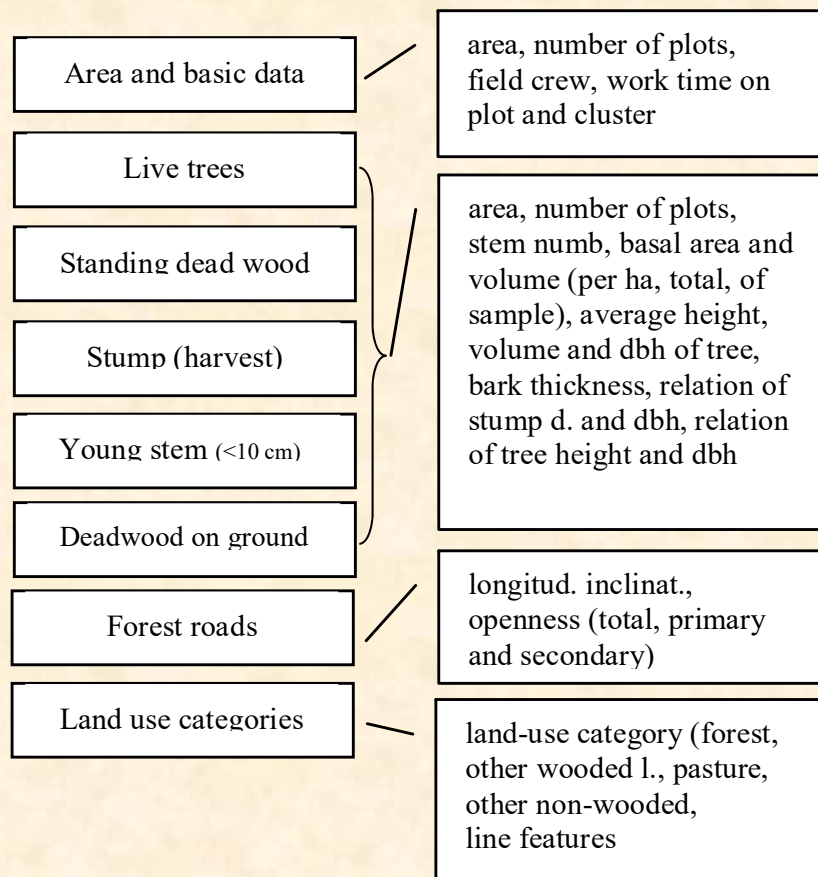 Area and basic data
area, number of plots,
field crew, work time on
plot and cluster
Live trees
Standing dead wood
Stump (harvest)
Young stem (<10 cm)
Deadwood on ground
area, number of plots,
stem numb, basal area and
volume (per ha, total, of
sample), average height,
volume and dbh of tree,
bark thickness, relation of
stump d. and dbh, relation
of tree height and dbh
Forest roads
longitud. inclinat.,
openness (total, primary
and secondary)
Land use categories
land-use category (forest,
other wooded l., pasture,
other non-wooded,
line features